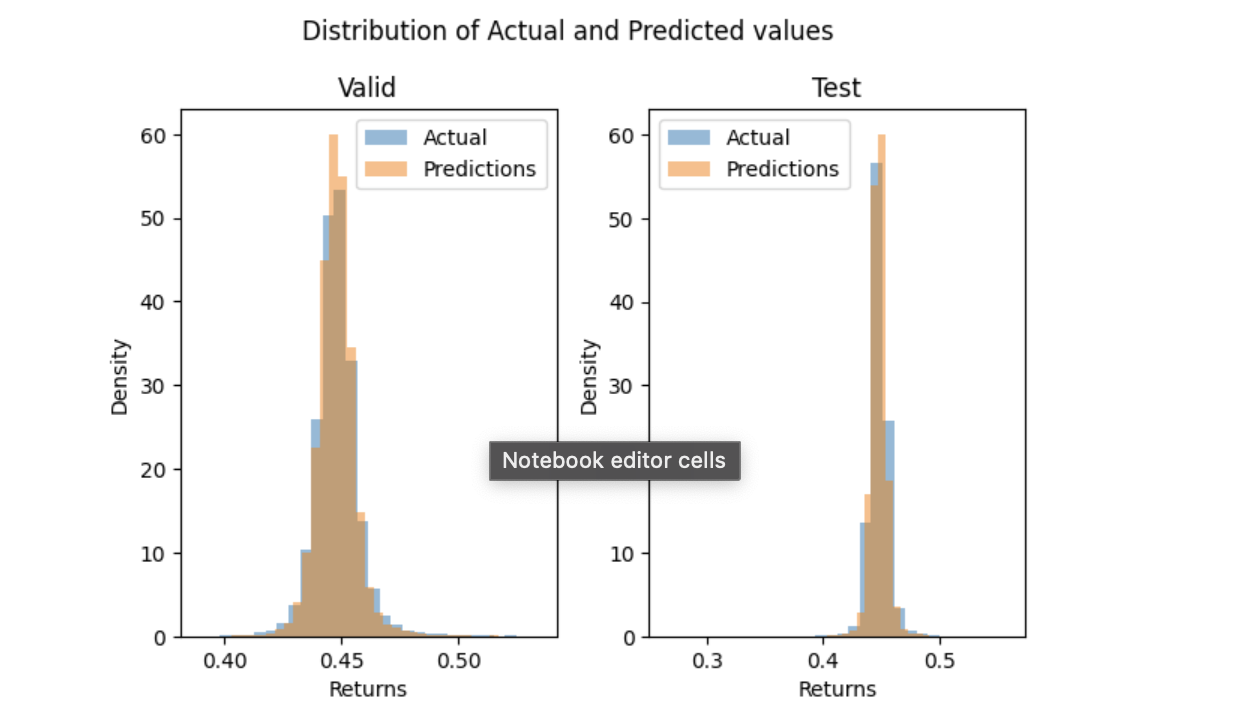 Distribution of Actual and Predicted values
Valid
Actual
Predictions
60
50
40
30
20
10
0
Density
0.40 0.45 0.50
Returns
Test
Actual
Predictions
60
50
40
30
20
10
0
Density
0.3 0.4 0.5
Returns
Notebook editor cells